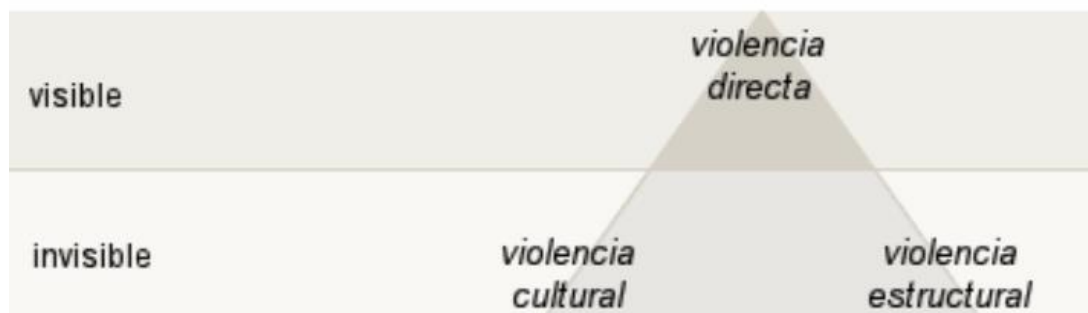 violencia
directa
visible
invisible
violencia
cultural
violencia
estructural